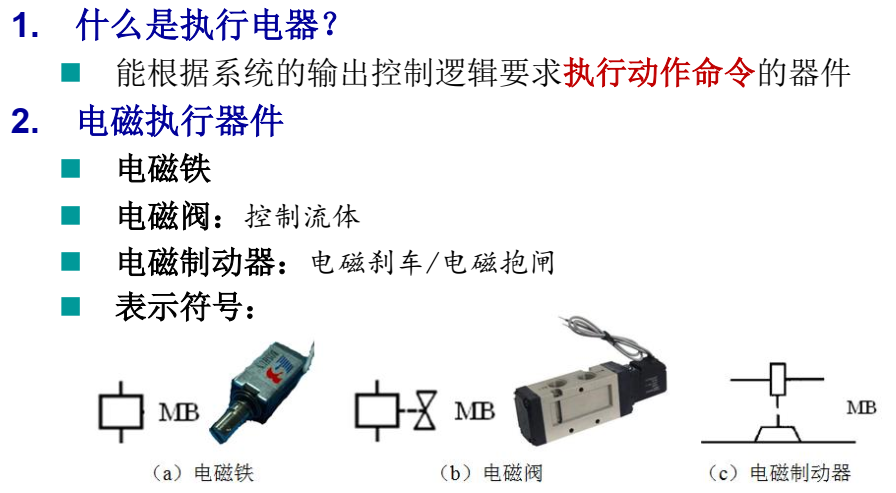 1. 什么是执行电器？
■ 能根据系统的输出控制逻辑要求执行动作命令的器件
2. 电磁执行器件
■ 电磁铁
■ 电磁阀：控制流体
■ 电磁制动器：电磁刹车/电磁抱闸
■ 表示符号：
MB MB MB
（a）电磁铁 （b）电磁阀 （c）电磁制动器